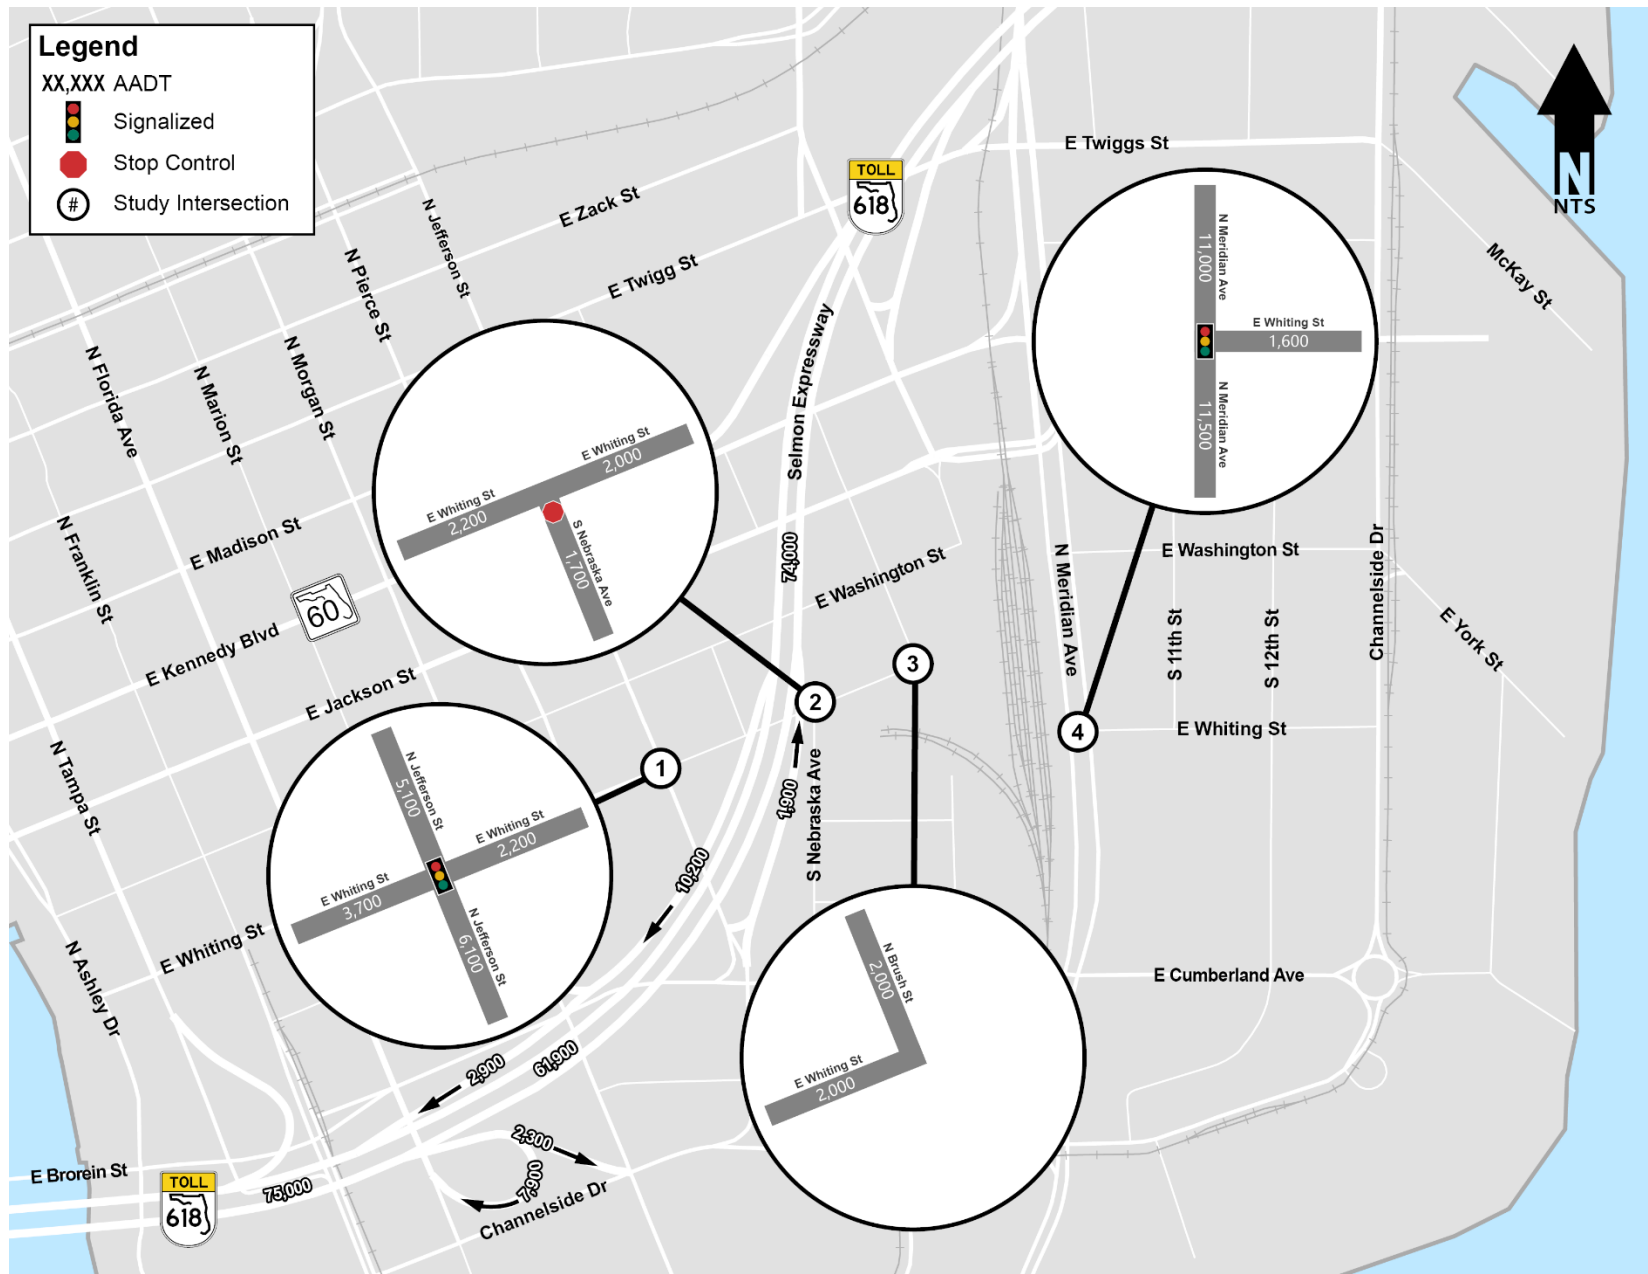 Legend
XX,XXX AADT
Signalized
Stop Control
# Study Intersection
N
NTS
TOLL
618
E Twiggs St
E Zack St
E Twigg St
N Jefferson St
N Pierce St
N Morgan St
N Marion St
N Florida Ave
N Franklin St
McKay St
Selmon Expressway
74,000
N Meridian Ave
11,000
E Whiting St
1,600
N Meridian Ave
11,500
E Whiting St
2,000
E Whiting St
2,200
S Nebraska Ave
1,700
E Madison St
60
E Kennedy Blvd
E Jackson St
E Washington St
E Washington St
N Meridian Ave
S 11th St
S 12th St
Channelside Dr
E York St
E Whiting St
1
2
3
4
1,900
S Nebraska Ave
10,200
N Jefferson St
5,100
E Whiting St
2,200
E Whiting St
3,700
N Jefferson St
6,100
N Tampa St
E Whiting St
N Ashley Dr
N Brush St
2,000
E Whiting St
2,000
E Cumberland Ave
2,900
61,900
2,300
7,900
Channelside Dr
E Brorein St
75,000
TOLL
618